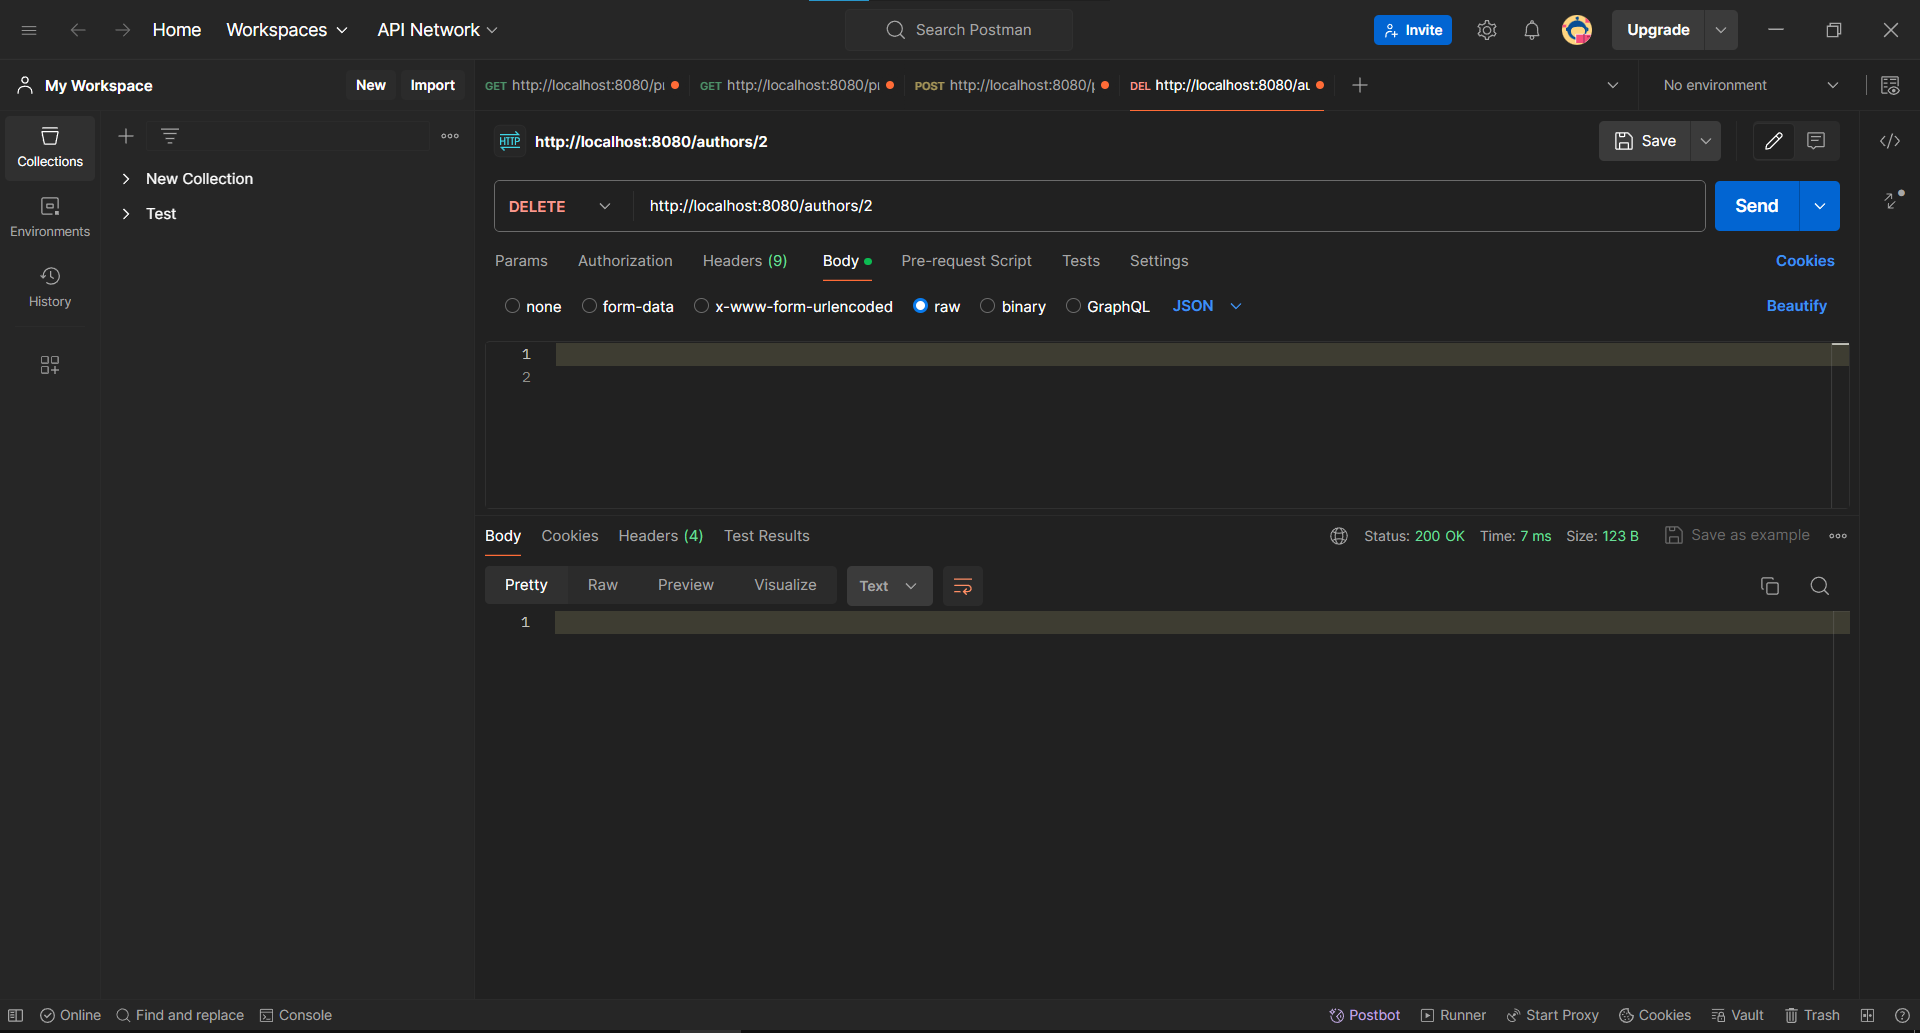 Home Workspaces API Network Search Postman Invite Upgrade
My Workspace New Import GET http://localhost:8080/p GET http://localhost:8080/p POST http://localhost:8080/ DEL http://localhost:8080/au No environment
Collections
Environments
History
New Collection
Test
HTTP http://localhost:8080/authors/2 Save
DELETE http://localhost:8080/authors/2 Send
Params Authorization Headers (9) Body Pre-request Script Tests Settings Cookies
none form-data x-www-form-urlencoded raw binary GraphQL JSON Beautify
1
2
Body Cookies Headers (4) Test Results Status: 200 OK Time: 7 ms Size: 123 B Save as example
Pretty Raw Preview Visualize Text
1
Online Find and replace Console Postbot Runner Start Proxy Cookies Vault Trash